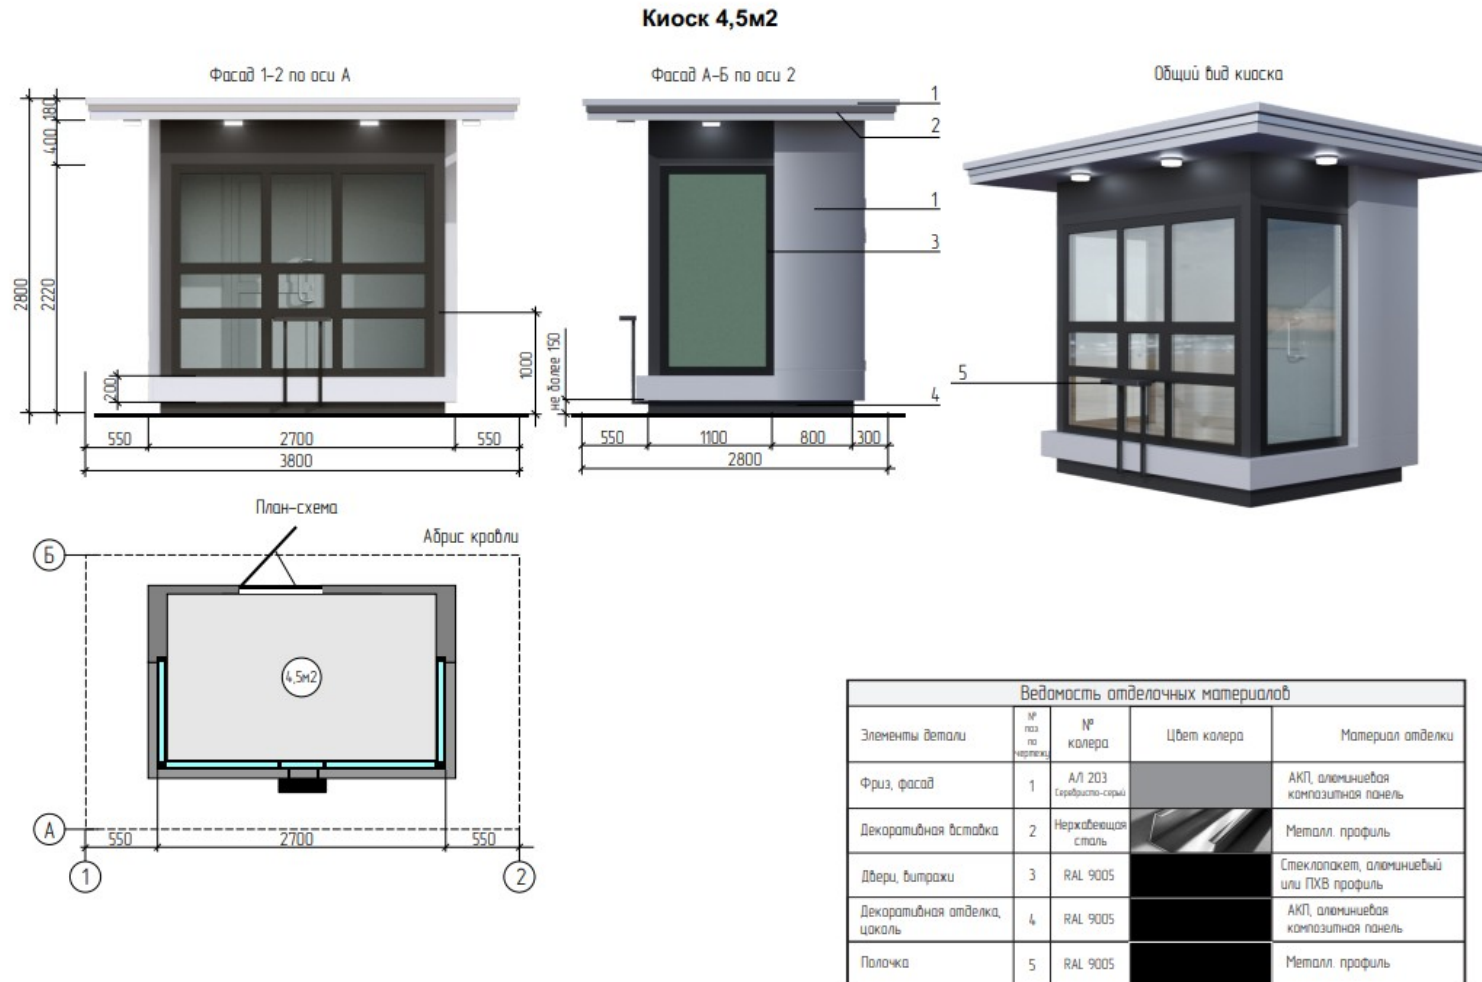 Киоск 4,5м2
Фасад 1-2 по оси А
Фасад А-Б по оси 2
Общий вид киоска
180
400
2800
2220
200
1000
550
2700
550
3800
1
2
1
3
4
не более 150
550
1100
800
300
2800
5
План-схема
Абрис кровли
Б
4,5м2
А
550
2700
550
1
2
Ведомость отделочных материалов
Элементы детали
№ поз по чертежу
№ колера
Цвет колера
Материал отделки
Фриз, фасад
1
А/Л 203
Серебристо-серый
АКП, алюминиевая
композитная панель
Декоративная вставка
2
Нержавеющая
сталь
Металл. профиль
Двери, витражи
3
RAL 9005
Стеклопакет, алюминиевый
или ПХВ профиль
Декоративная отделка,
цоколь
4
RAL 9005
АКП, алюминиевая
композитная панель
Полочка
5
RAL 9005
Металл. профиль